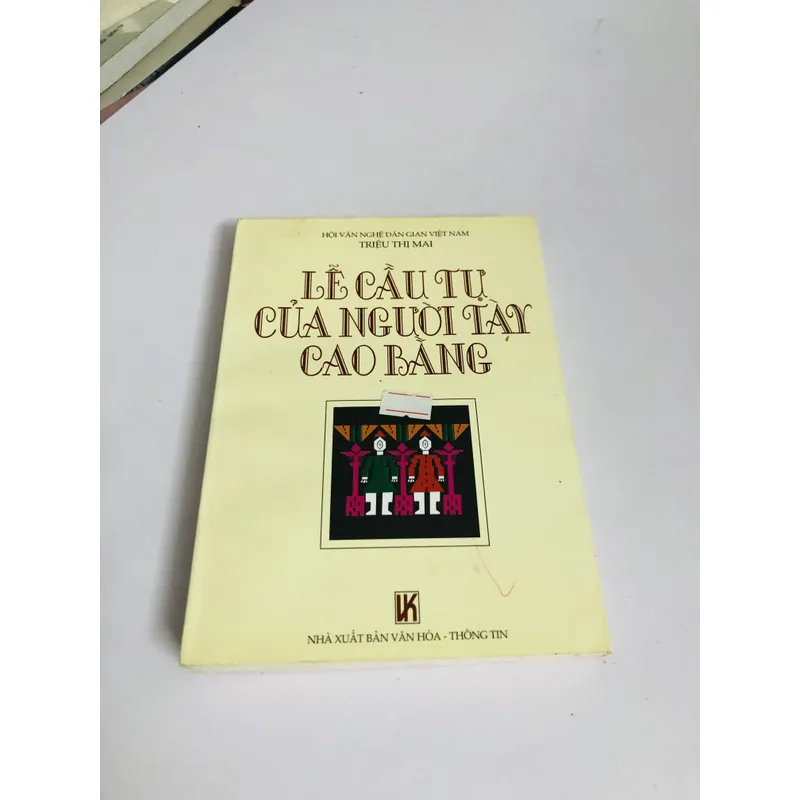 HỘI VĂN NGHỆ DÂN GIAN VIỆT NAM
TRIỆU THỊ MAI
LỄ CẦU TỰ
CỦA NGƯỜI TÀY
CAO BẰNG
VK
NHÀ XUẤT BẢN VĂN HÓA - THÔNG TIN